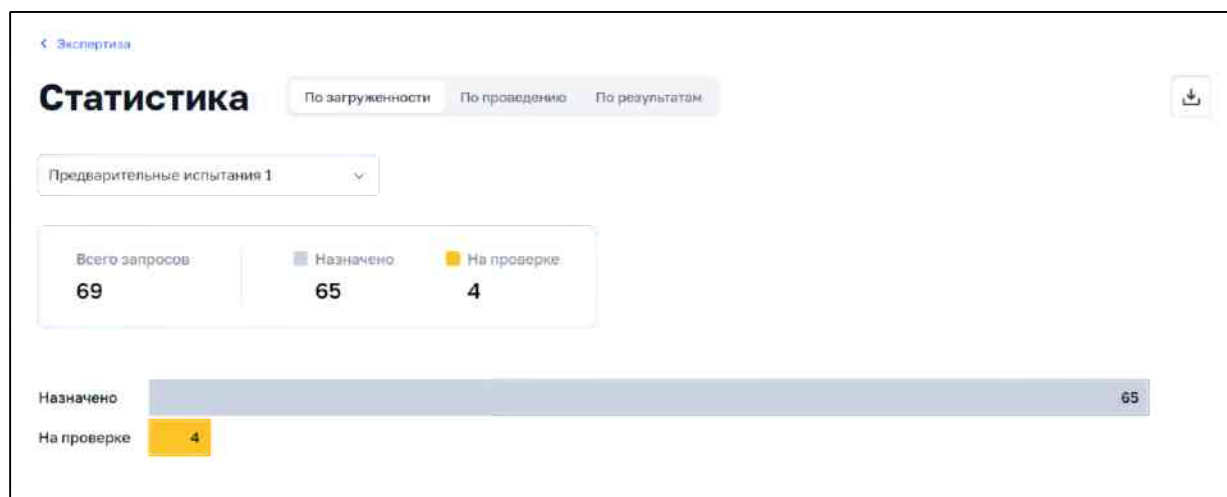 Экспертиза
Статистика
По загруженности По проведению По результатам
Предварительные испытания 1
Всего запросов Назначено На проверке
69 65 4
Назначено 65
На проверке 4